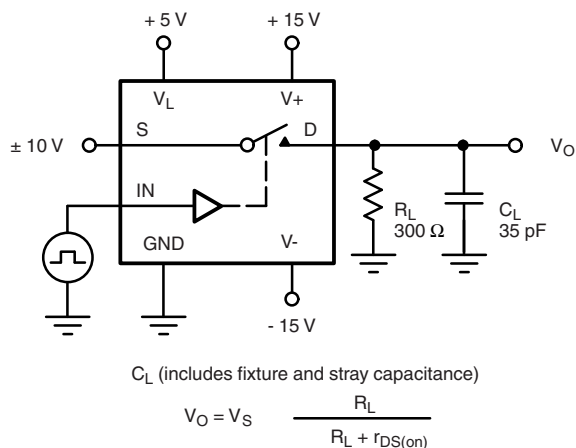 + 5 V
+ 15 V
V_L
V+
S
D
± 10 V
V_O
IN
R_L
300 Ω
C_L
35 pF
GND
V-
- 15 V
C_L (includes fixture and stray capacitance)
V_O = V_S R_L
R_L + r_DS(on)